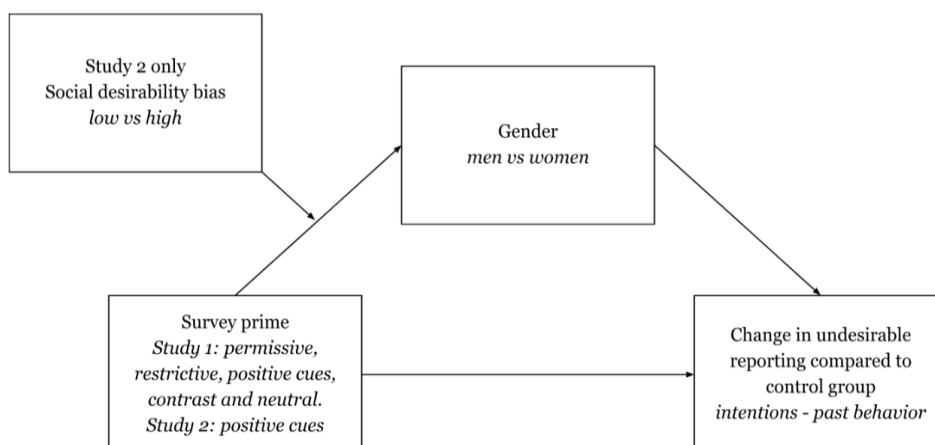 Study 2 only
Social desirability bias
low vs high
Gender
men vs women
Survey prime
Study 1: permissive,
restrictive, positive cues,
contrast and neutral.
Study 2: positive cues
Change in undesirable
reporting compared to
control group
intentions - past behavior